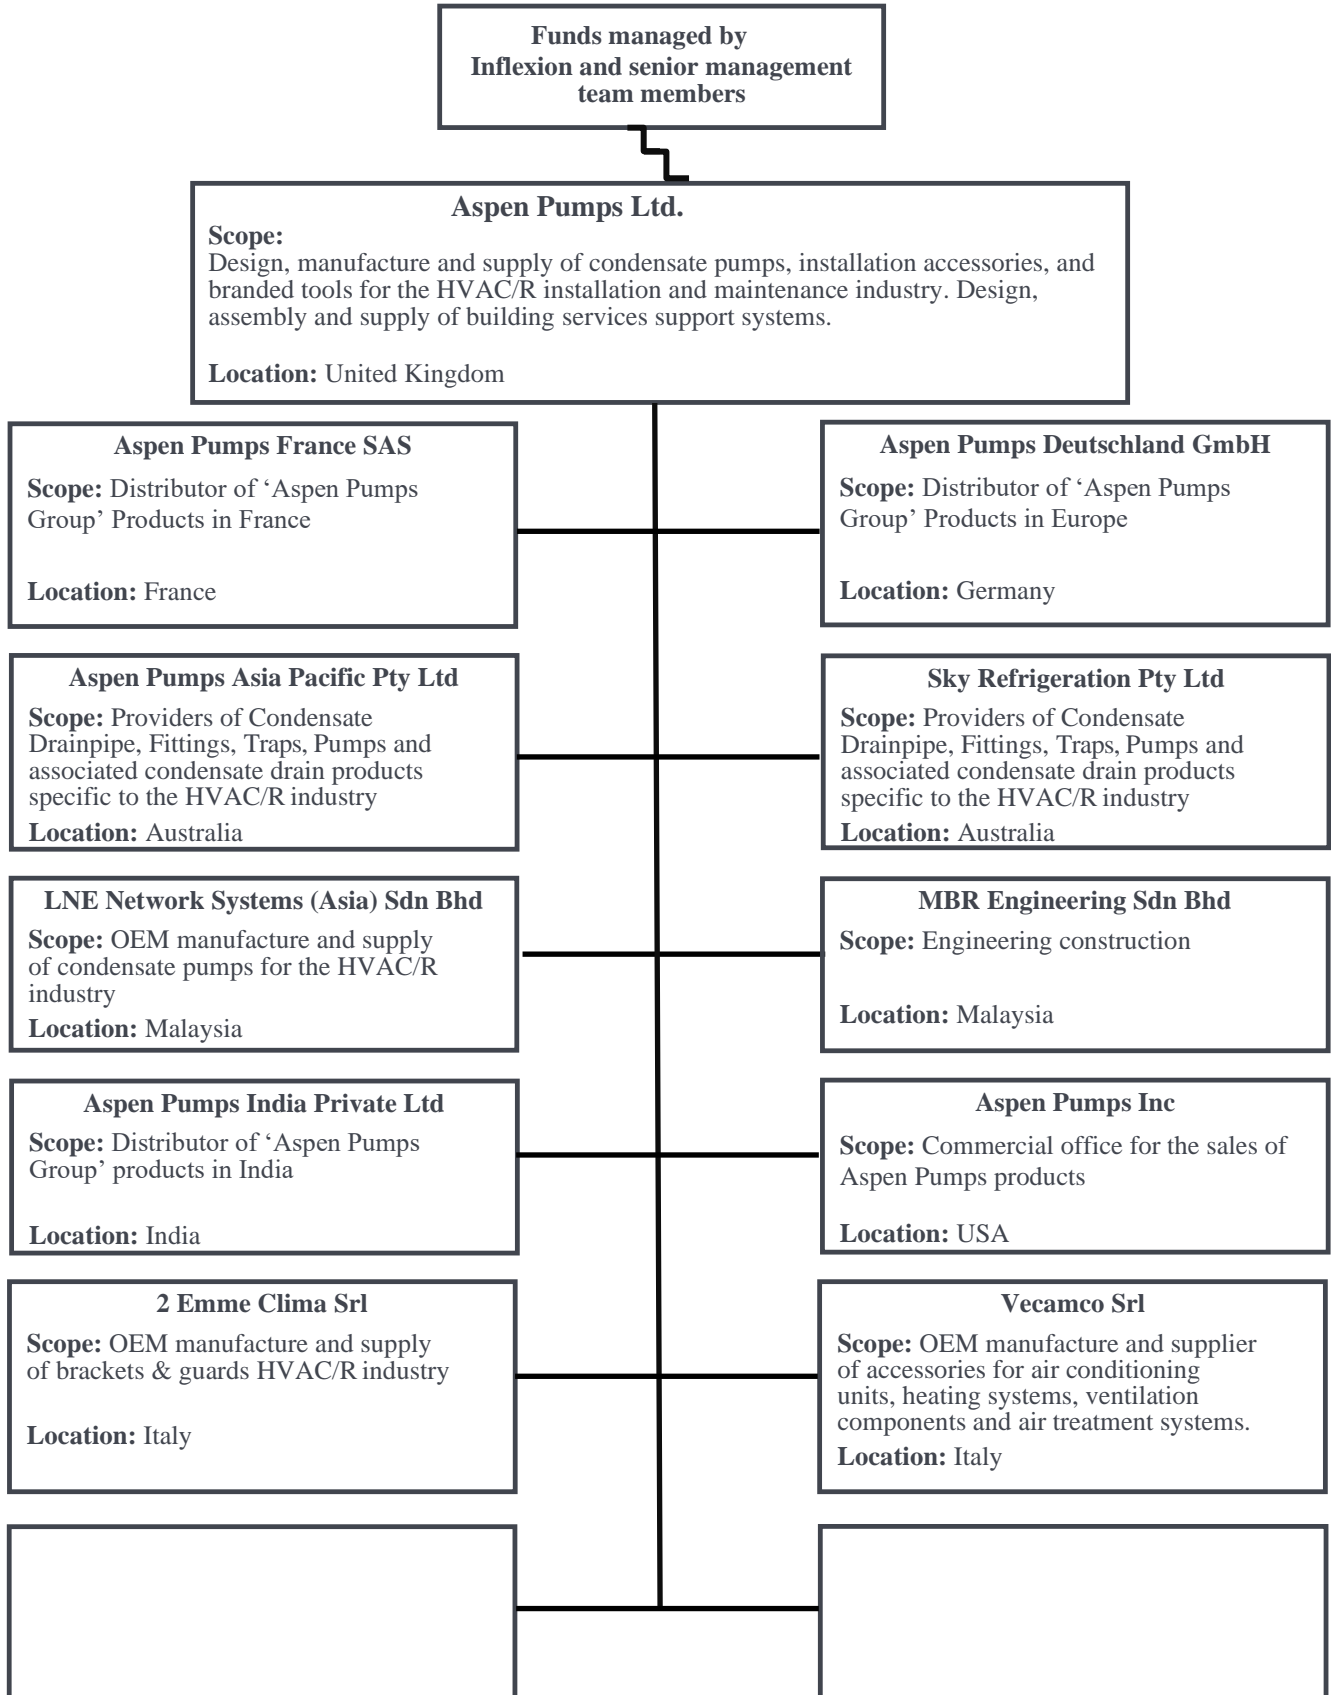 Funds managed by
Inflexion and senior management
team members
Aspen Pumps Ltd.
Scope:
Design, manufacture and supply of condensate pumps, installation accessories, and
branded tools for the HVAC/R installation and maintenance industry. Design,
assembly and supply of building services support systems.
Location: United Kingdom
Aspen Pumps France SAS
Scope: Distributor of ‘Aspen Pumps
Group’ Products in France
Location: France
Aspen Pumps Deutschland GmbH
Scope: Distributor of ‘Aspen Pumps
Group’ Products in Europe
Location: Germany
Aspen Pumps Asia Pacific Pty Ltd
Scope: Providers of Condensate
Drainpipe, Fittings, Traps, Pumps and
associated condensate drain products
specific to the HVAC/R industry
Location: Australia
Sky Refrigeration Pty Ltd
Scope: Providers of Condensate
Drainpipe, Fittings, Traps, Pumps and
associated condensate drain products
specific to the HVAC/R industry
Location: Australia
LNE Network Systems (Asia) Sdn Bhd
Scope: OEM manufacture and supply
of condensate pumps for the HVAC/R
industry
Location: Malaysia
MBR Engineering Sdn Bhd
Scope: Engineering construction
Location: Malaysia
Aspen Pumps India Private Ltd
Scope: Distributor of ‘Aspen Pumps
Group’ products in India
Location: India
Aspen Pumps Inc
Scope: Commercial office for the sales of
Aspen Pumps products
Location: USA
2 Emme Clima Srl
Scope: OEM manufacture and supply
of brackets & guards HVAC/R industry
Location: Italy
Vecamco Srl
Scope: OEM manufacture and supplier
of accessories for air conditioning
units, heating systems, ventilation
components and air treatment systems.
Location: Italy